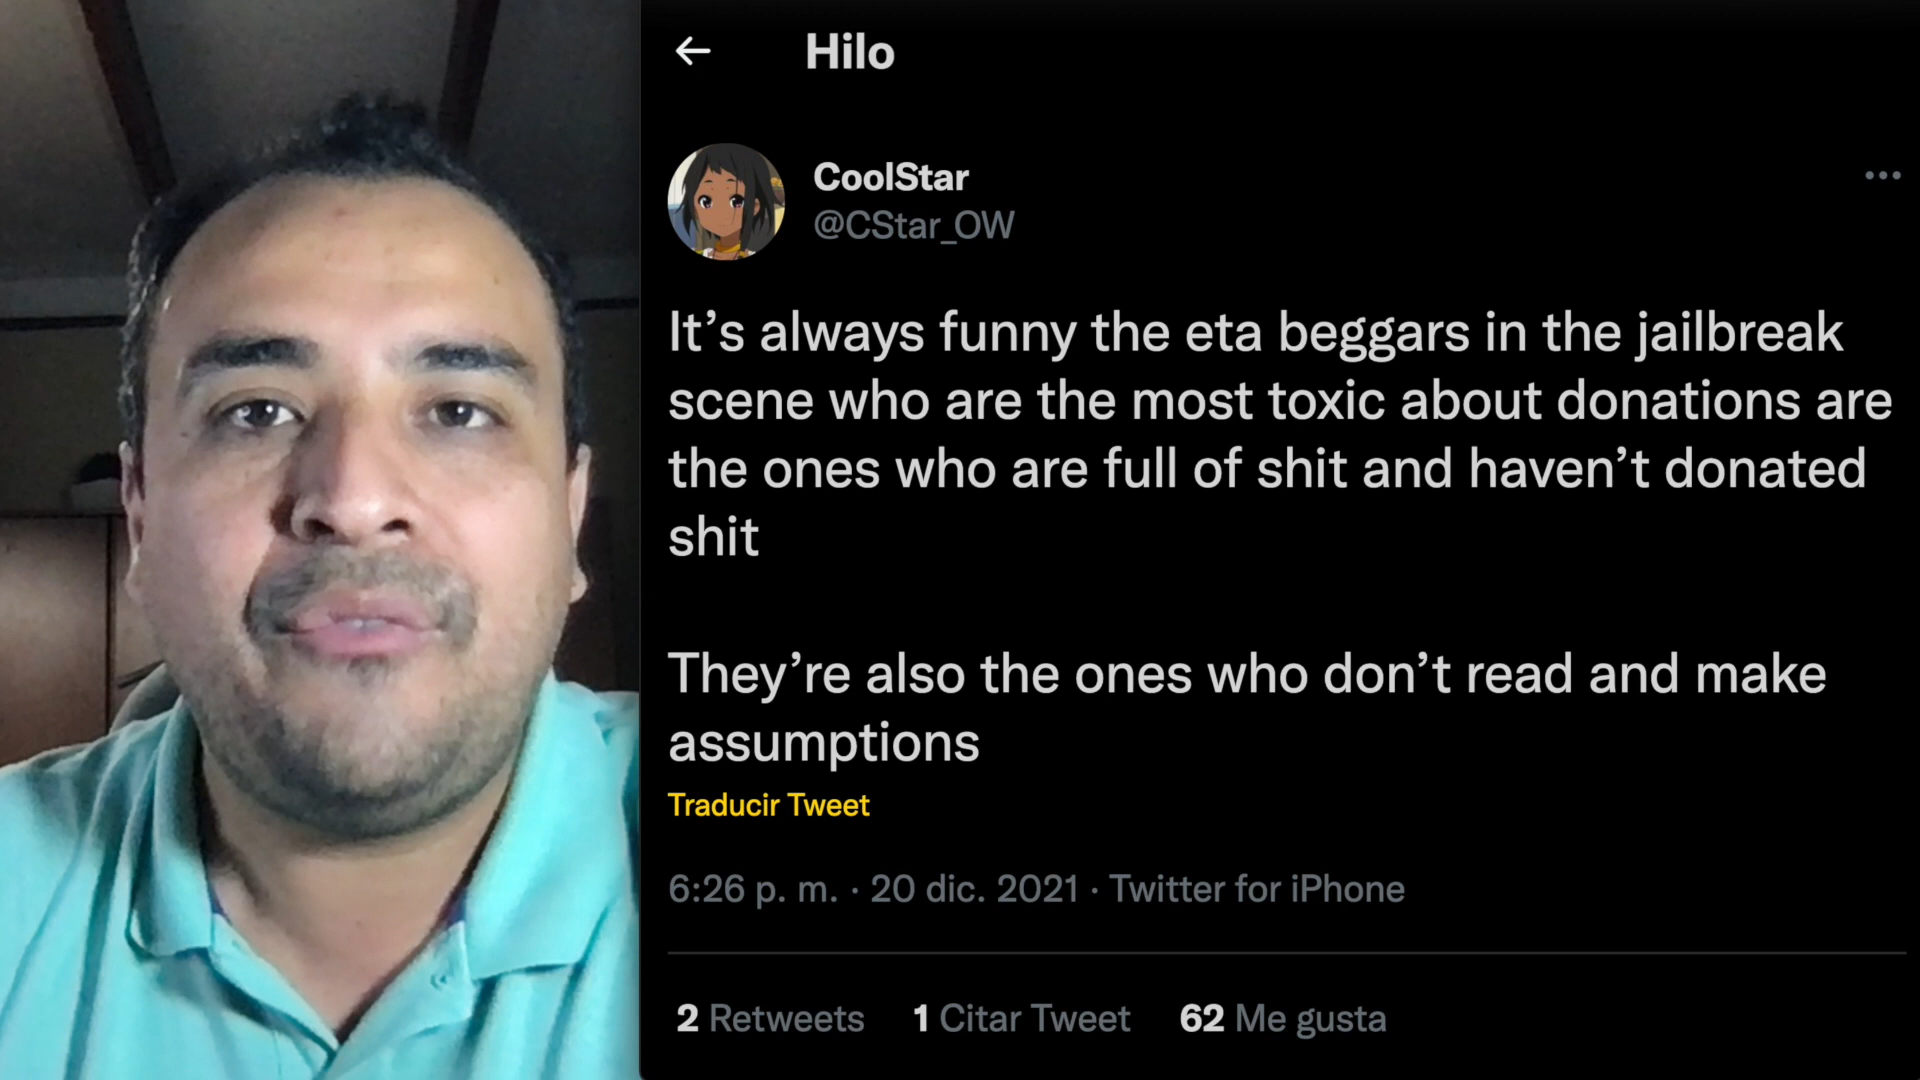 Hilo
CoolStar
@CStar_OW
It’s always funny the eta beggars in the jailbreak
scene who are the most toxic about donations are
the ones who are full of shit and haven’t donated
shit
They’re also the ones who don’t read and make
assumptions
Traducir Tweet
6:26 p. m. · 20 dic. 2021 · Twitter for iPhone
2 Retweets 1 Citar Tweet 62 Me gusta